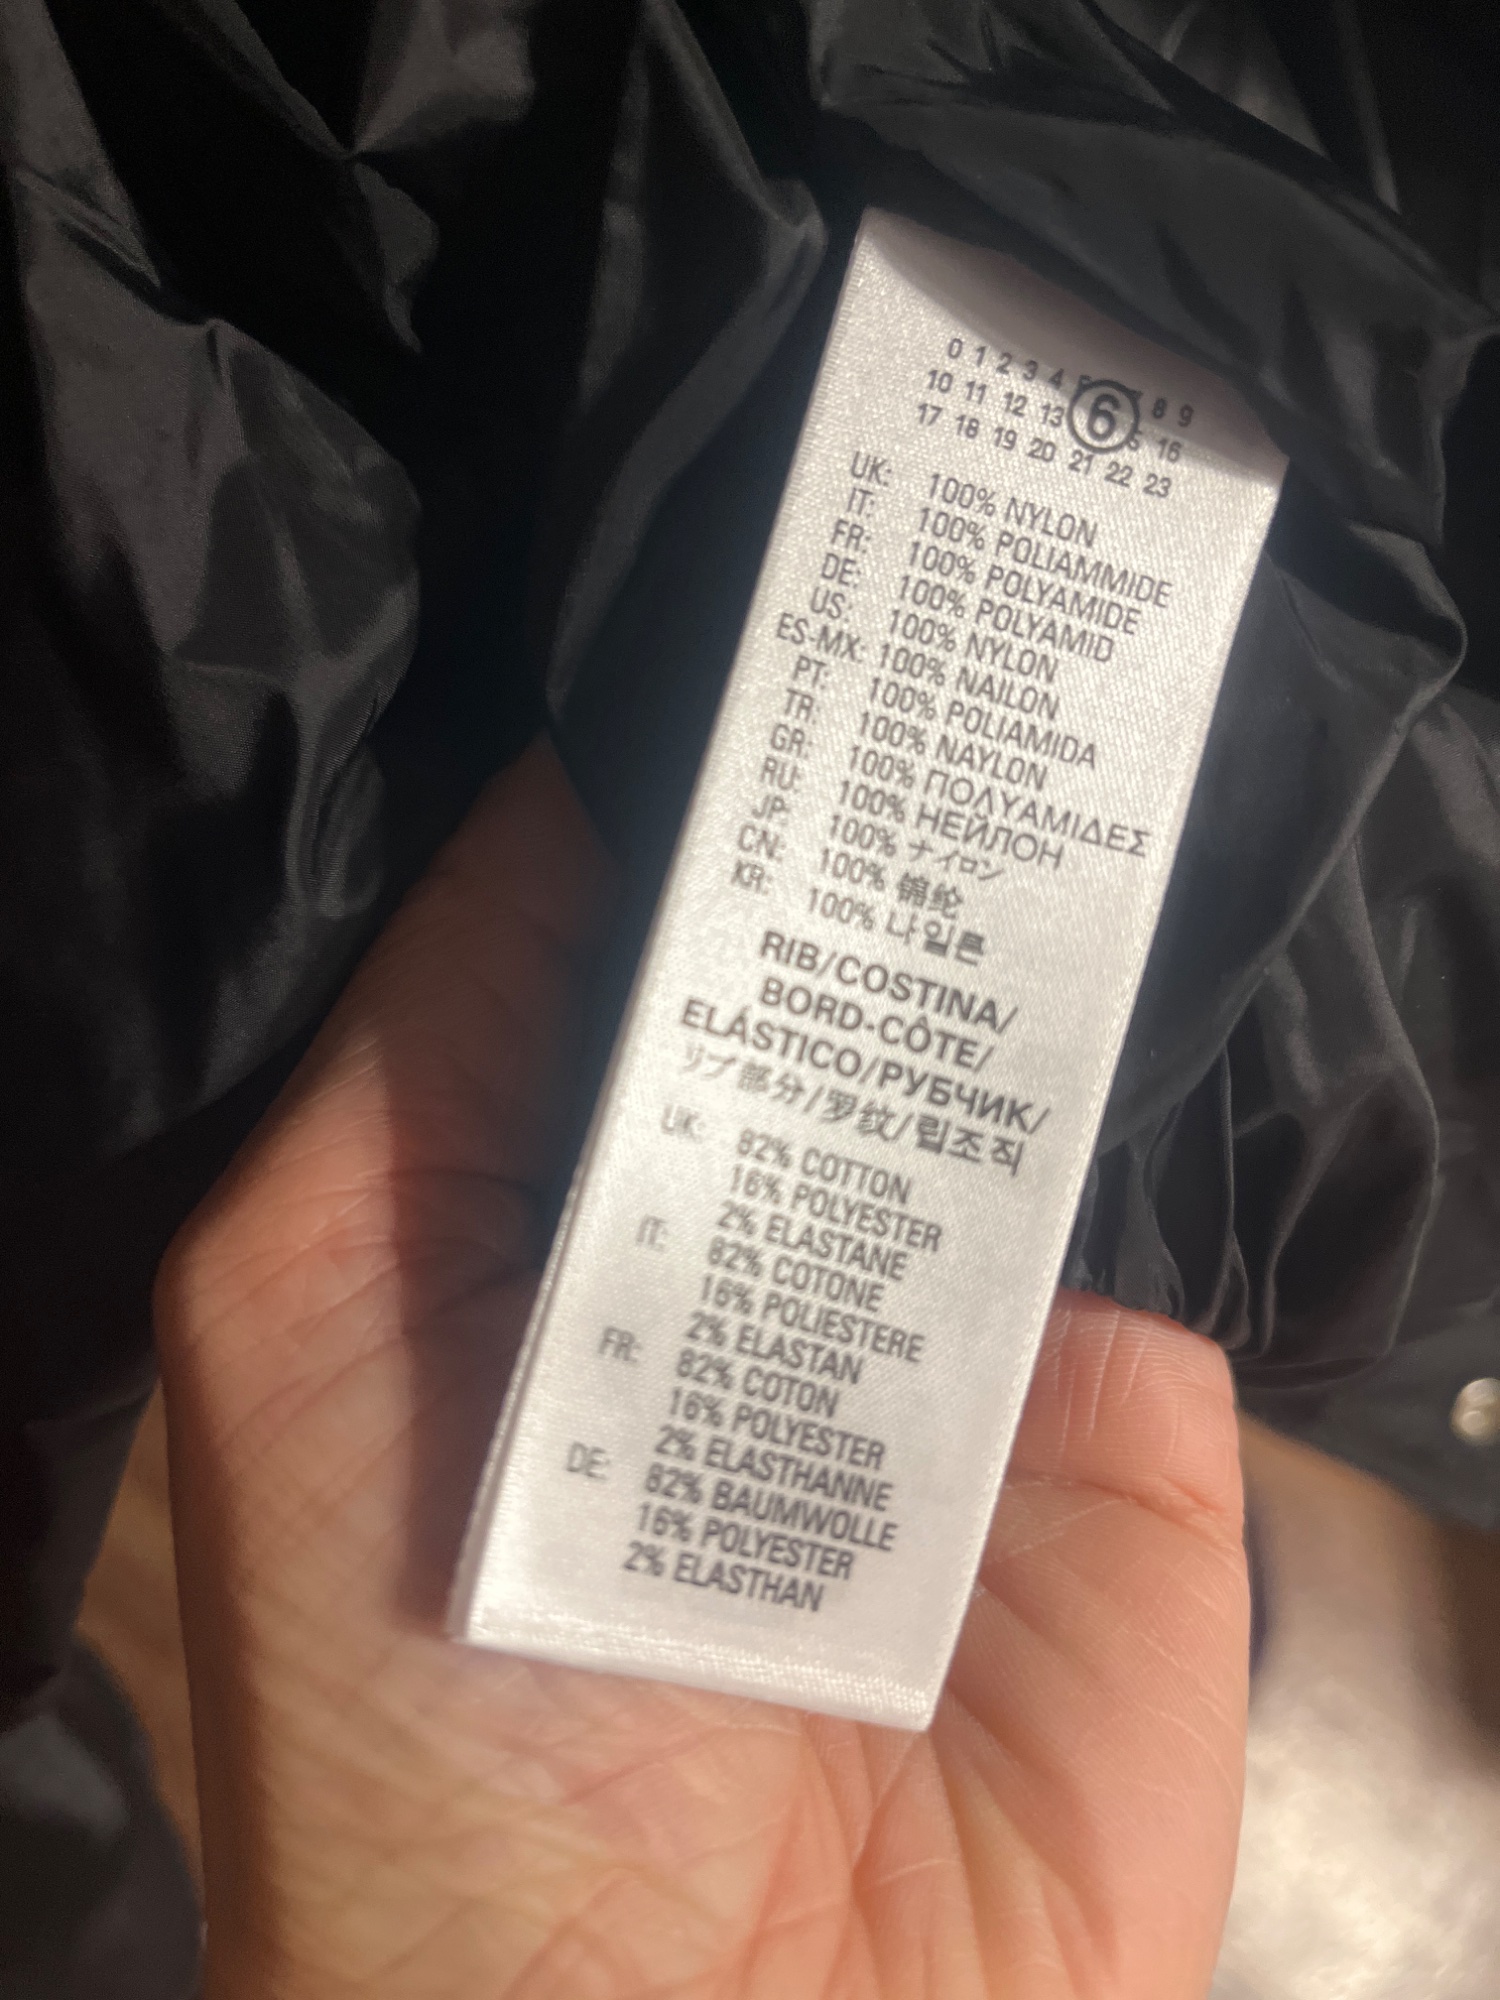 0 1 2 3 4 8 9
10 11 12 13 6 16
17 18 19 20 21 22 23
UK: 100% NYLON
IT: 100% POLIAMMIDE
FR: 100% POLYAMIDE
DE: 100% POLYAMID
US: 100% NYLON
ES-MX: 100% NAILON
PT: 100% POLIAMIDA
TR: 100% NAYLON
GR: 100% ΠΟΛΥΑΜΙΔΕΣ
RU: 100% НЕЙЛОН
JP: 100% ナイロン
CN: 100% 锦纶
KR: 100% 나일론
RIB/COSTINA/
BORD-CÔTE/
ELÁSTICO/РУБЧИК/
リブ部分/罗纹/립조직
UK: 82% COTTON
16% POLYESTER
2% ELASTANE
IT: 82% COTONE
16% POLIESTERE
2% ELASTAN
FR: 82% COTON
16% POLYESTER
2% ELASTHANNE
DE: 82% BAUMWOLLE
16% POLYESTER
2% ELASTHAN